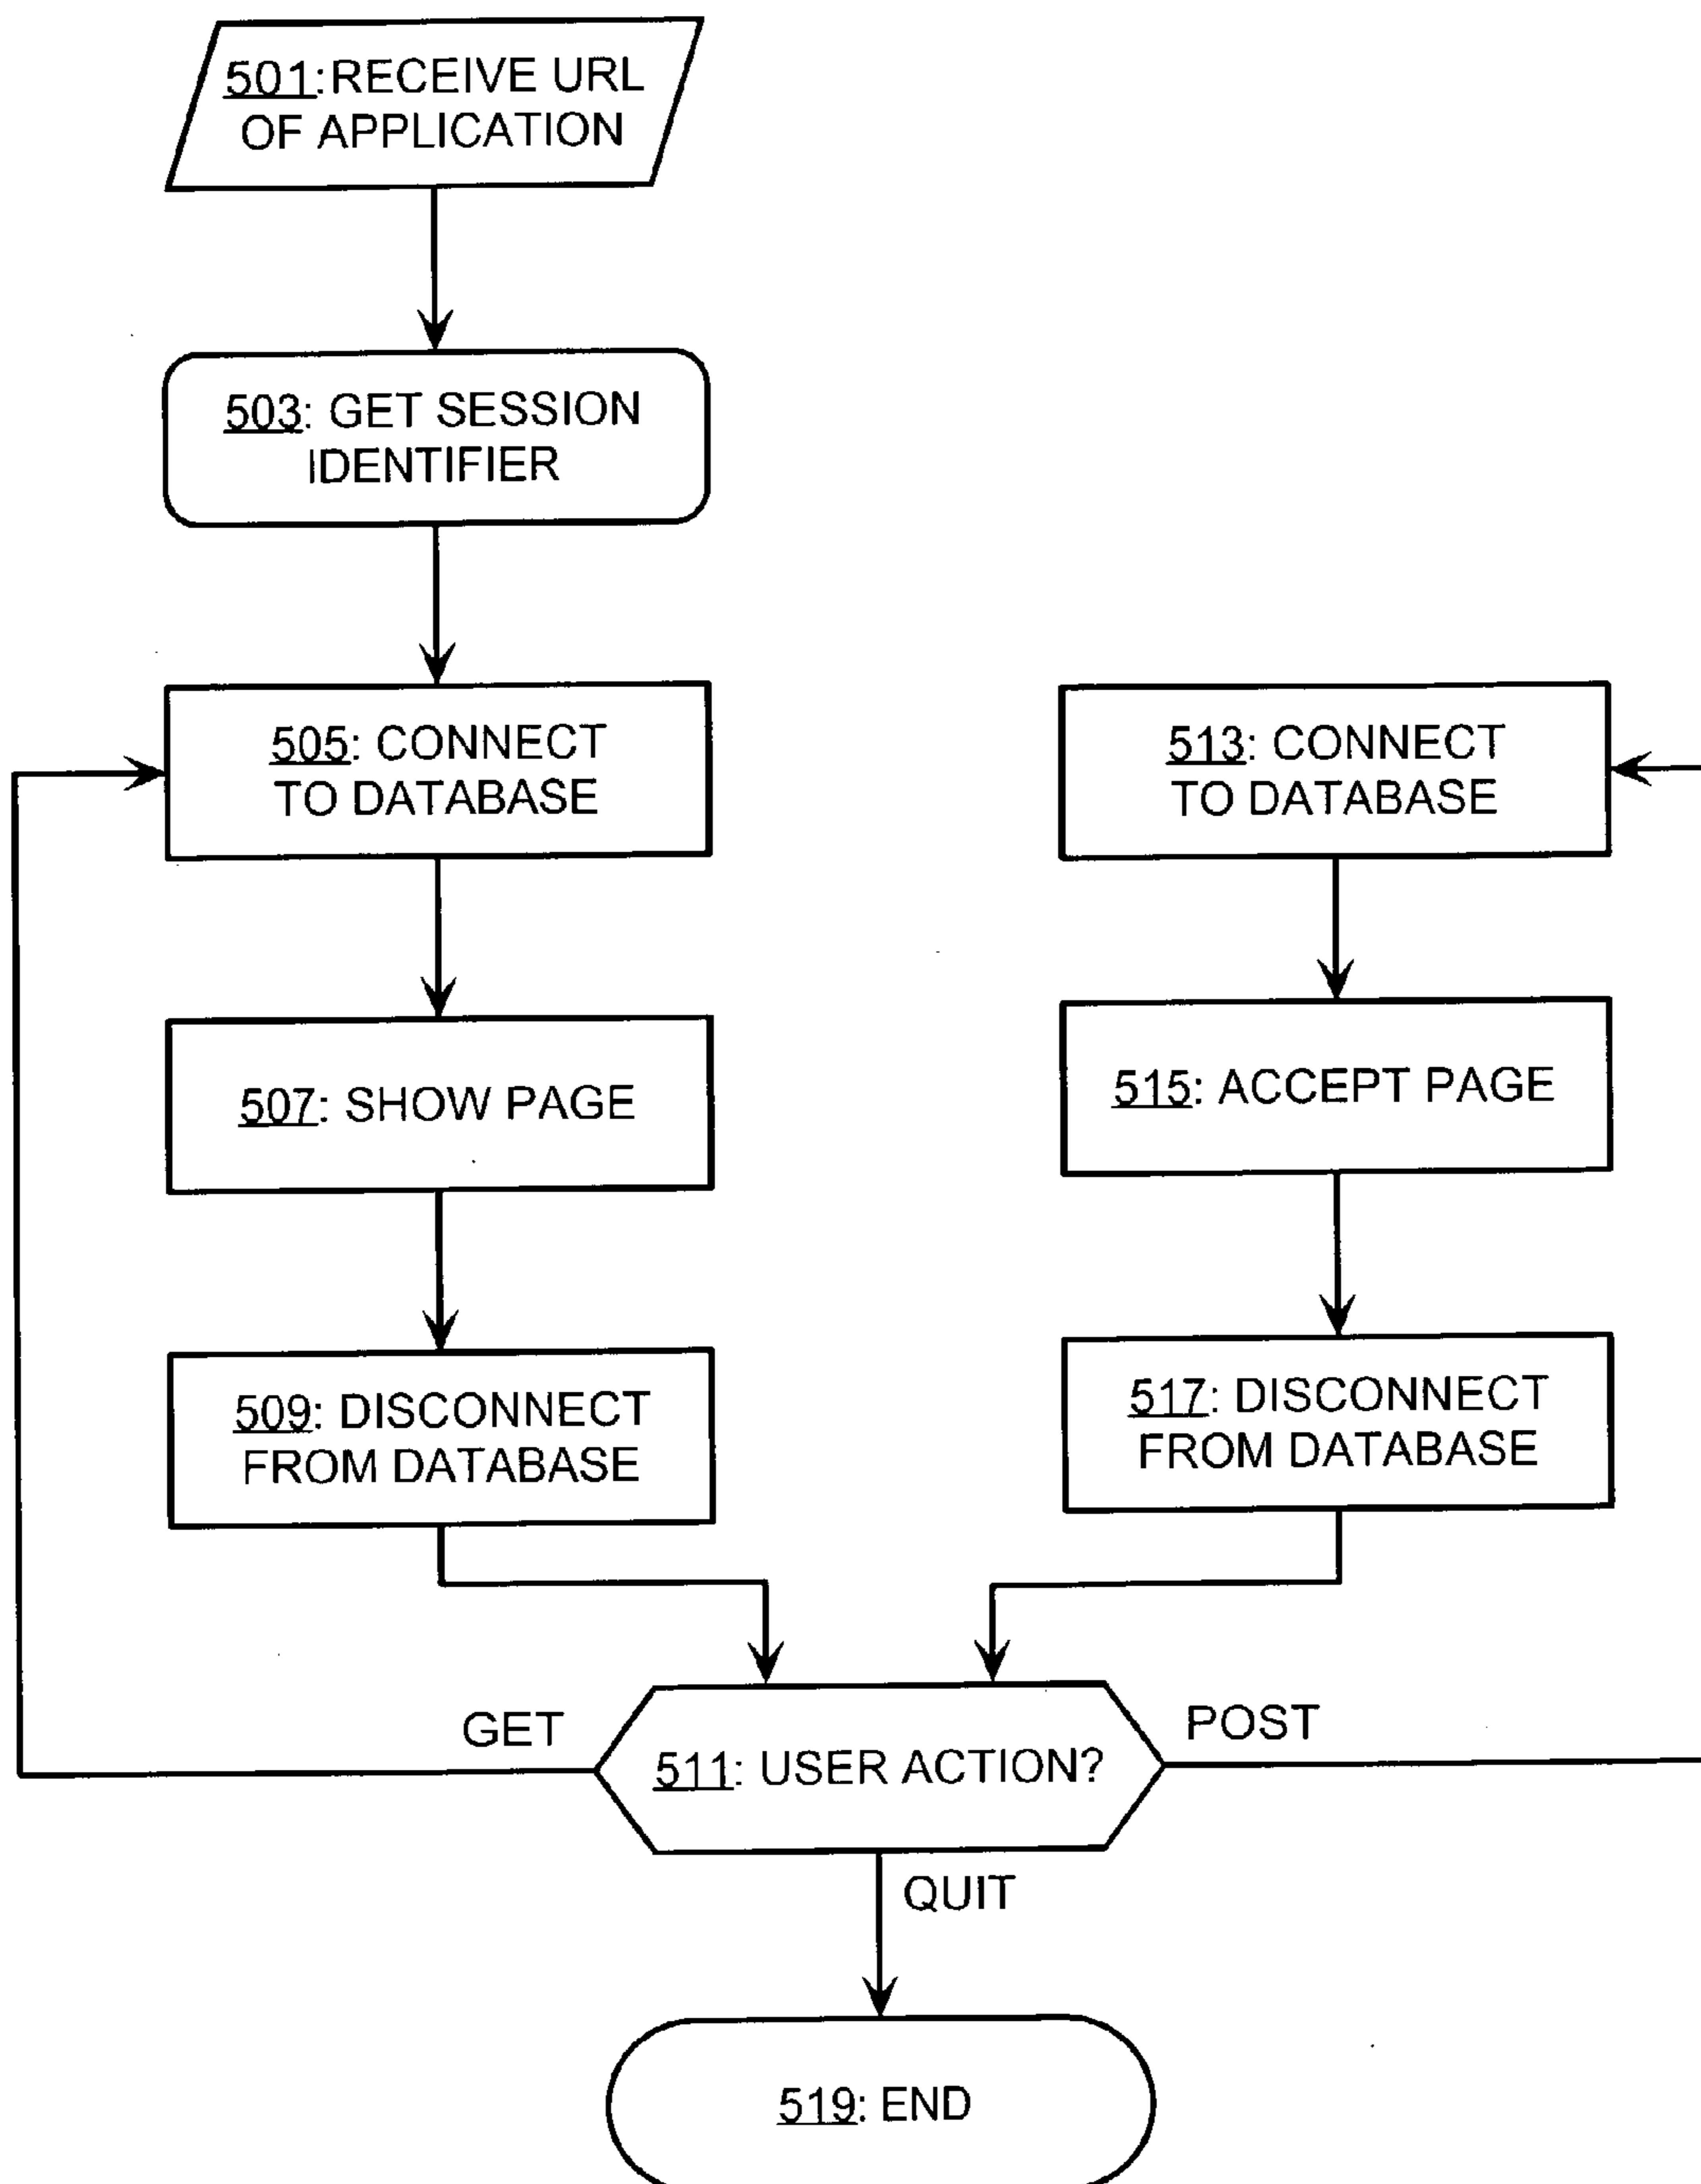 501:RECEIVE URL
OF APPLICATION
503: GET SESSION
IDENTIFIER
505: CONNECT
TO DATABASE
507: SHOW PAGE
509: DISCONNECT
FROM DATABASE
513: CONNECT
TO DATABASE
515: ACCEPT PAGE
517: DISCONNECT
FROM DATABASE
GET
511: USER ACTION?
POST
QUIT
519: END